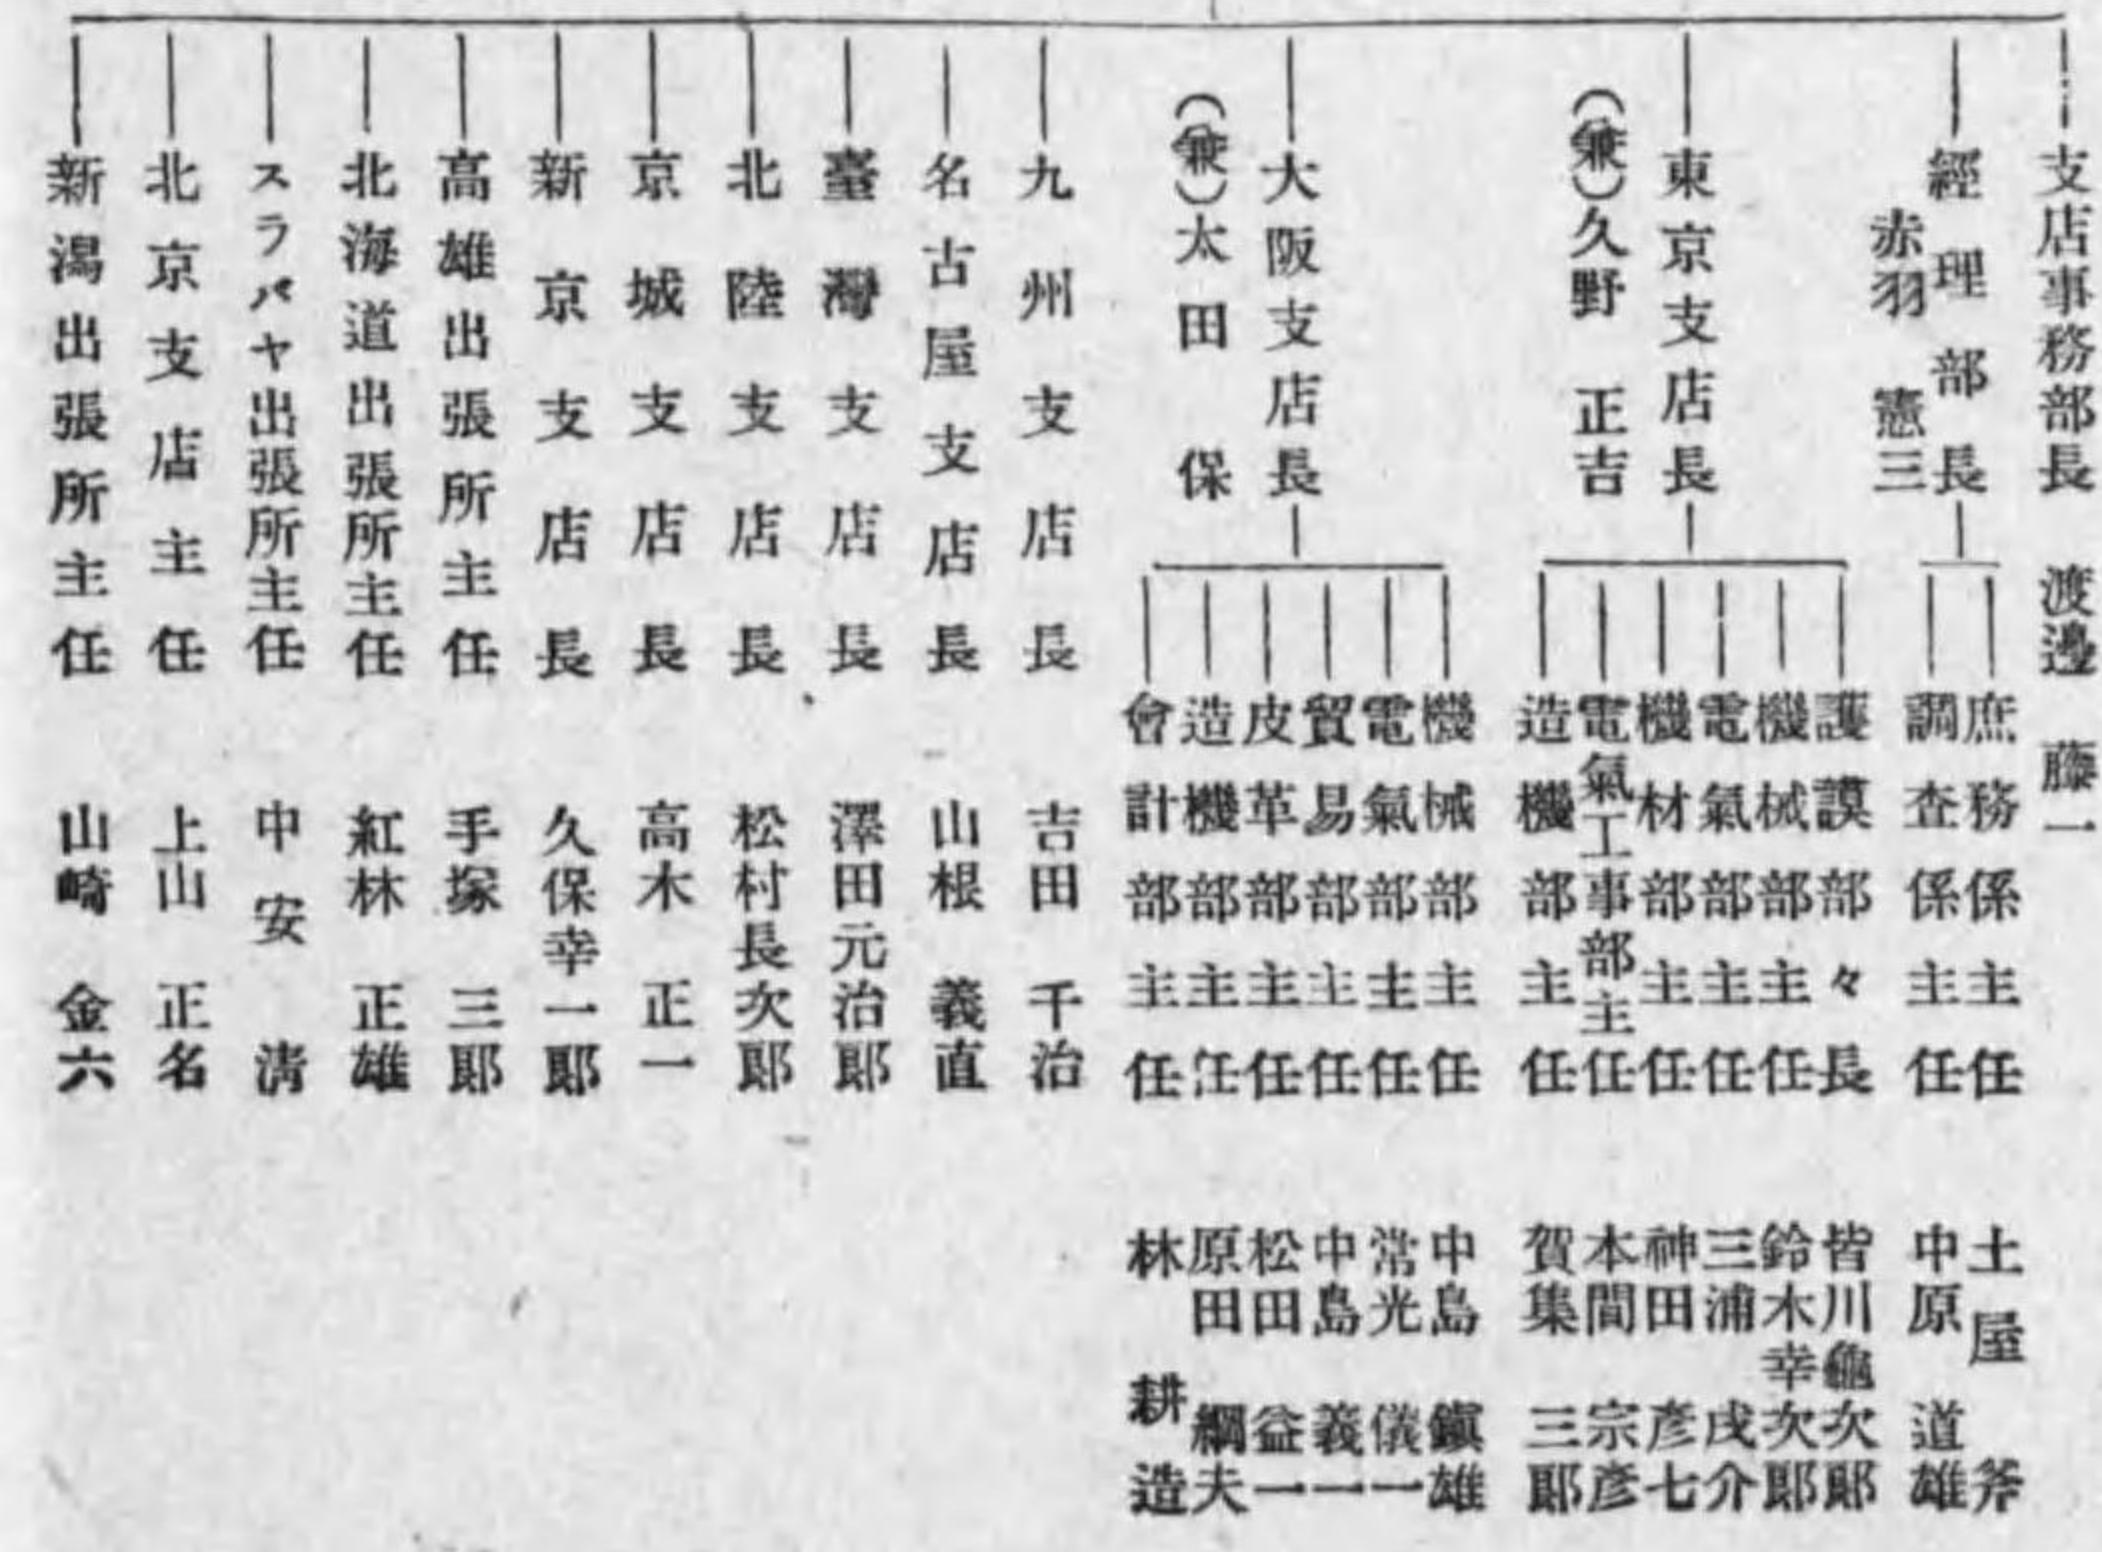 支店事務部長 渡邊藤一
經理部長
赤羽憲三
庶務係主任 土屋斧
調査係主任 中原道雄
東京支店長
(兼)久野正吉
護謨部々長 皆川龜次郎
機械部主任 鈴木幸次郎
電氣部主任 三浦戌介
機材部主任 神田彦七
電氣工事部主任 本間宗彦
造機部主任 賀集三郎
大阪支店長
(兼)太田保
機械部主任 中島鎭雄
電氣部主任 常光儀一
貿易部主任 中島義一
皮革部主任 松田益一
造機部主任 原田綱夫
會計部主任 林耕造
九州支店長 吉田千治
名古屋支店長 山根義直
臺灣支店長 澤田元治郎
北陸支店長 松村長次郎
京城支店長 高木正一
新京支店長 久保幸一郎
高雄出張所主任 手塚三郎
北海道出張所主任 紅林正雄
スラバヤ出張所主任 中安淸
北京支店主任 上山正名
新潟出張所主任 山崎金六